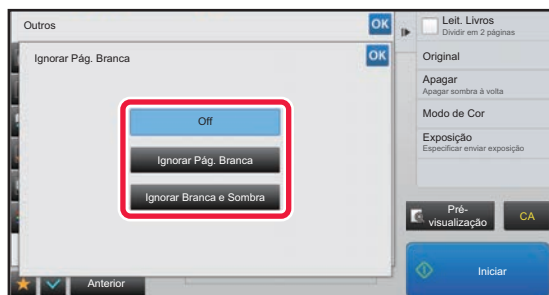 Outros
OK
Ignorar Pág. Branca
OK
Off
Ignorar Pág. Branca
Ignorar Branca e Sombra
Anterior
Leit. Livros
Dividir em 2 páginas
Original
Apagar
Apagar sombra à volta
Modo de Cor
Exposição
Especificar enviar exposição
Pré-
visualização
CA
Iniciar